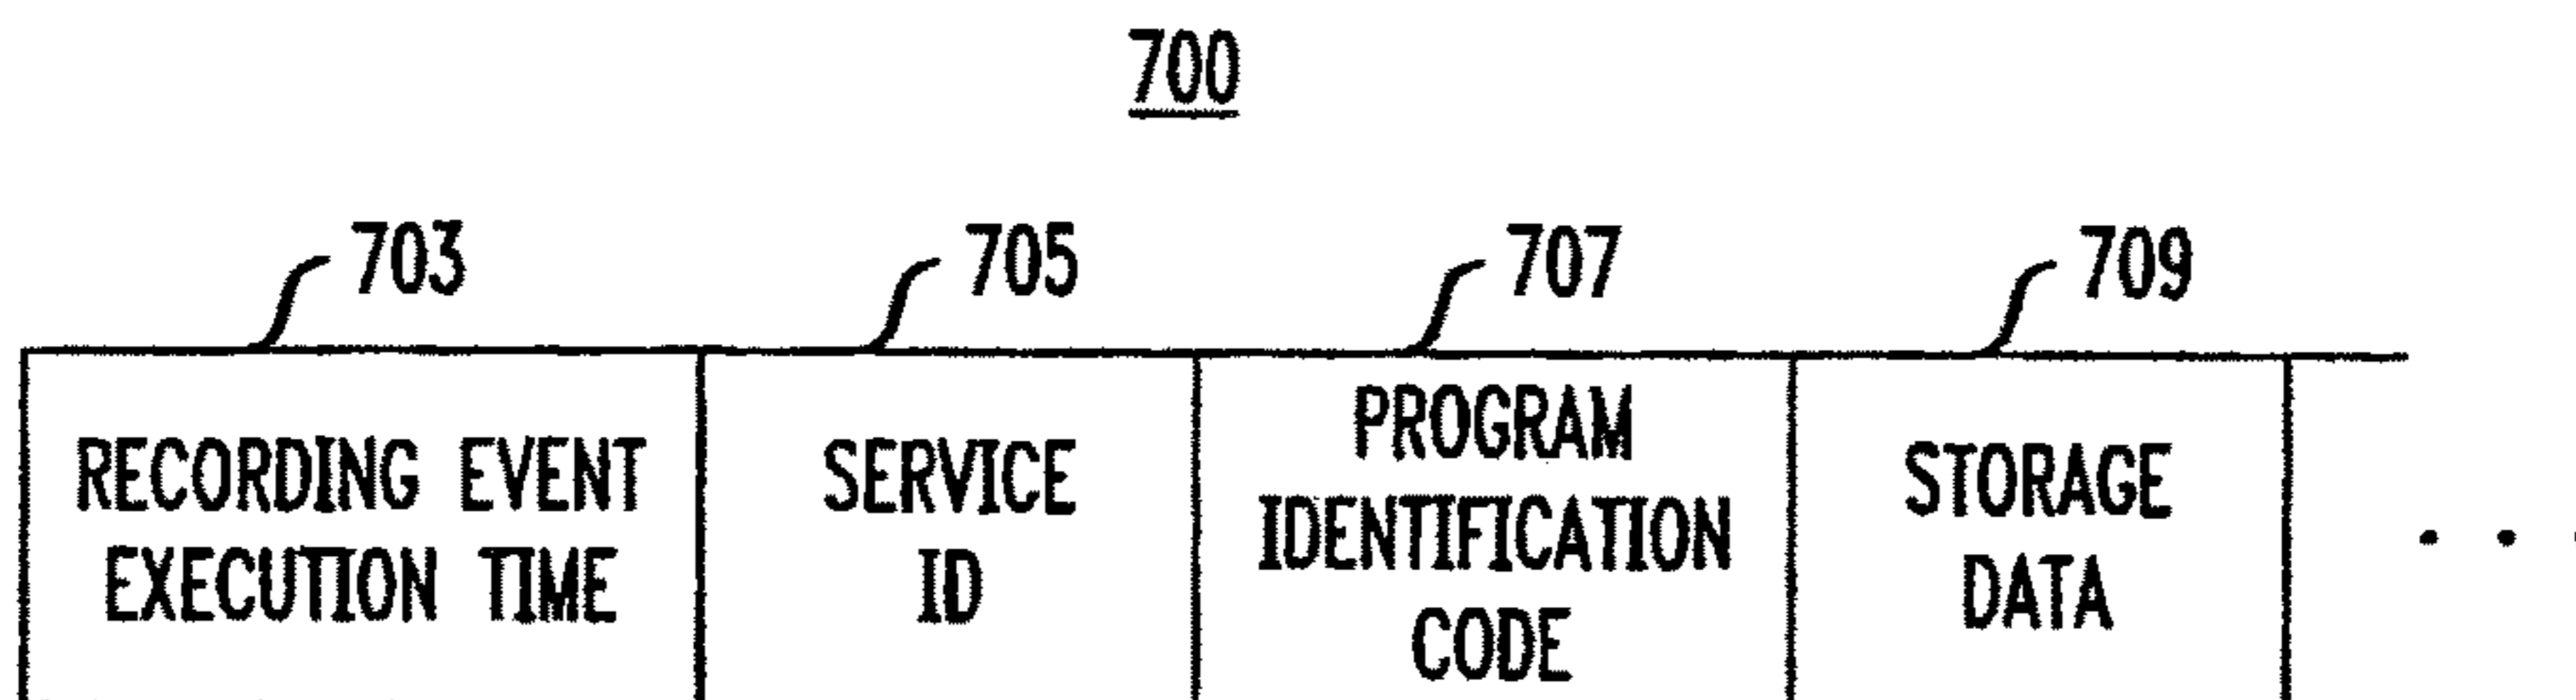 700
703
705
707
709
RECORDING EVENT
EXECUTION TIME
SERVICE
ID
PROGRAM
IDENTIFICATION
CODE
STORAGE
DATA
. . .